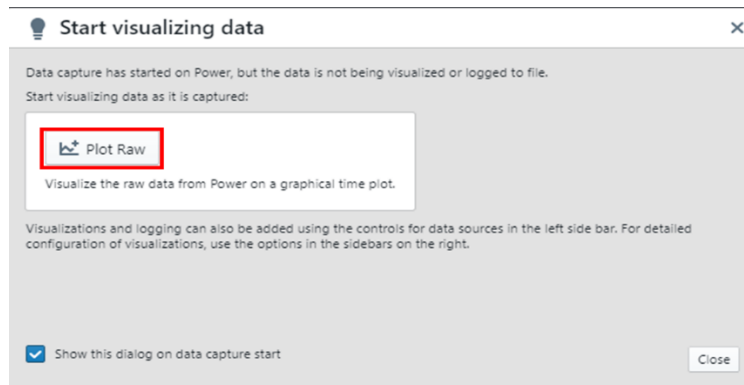 Start visualizing data
Data capture has started on Power, but the data is not being visualized or logged to file.
Start visualizing data as it is captured:
Plot Raw
Visualize the raw data from Power on a graphical time plot.
Visualizations and logging can also be added using the controls for data sources in the left side bar. For detailed
configuration of visualizations, use the options in the sidebars on the right.
Show this dialog on data capture start
Close